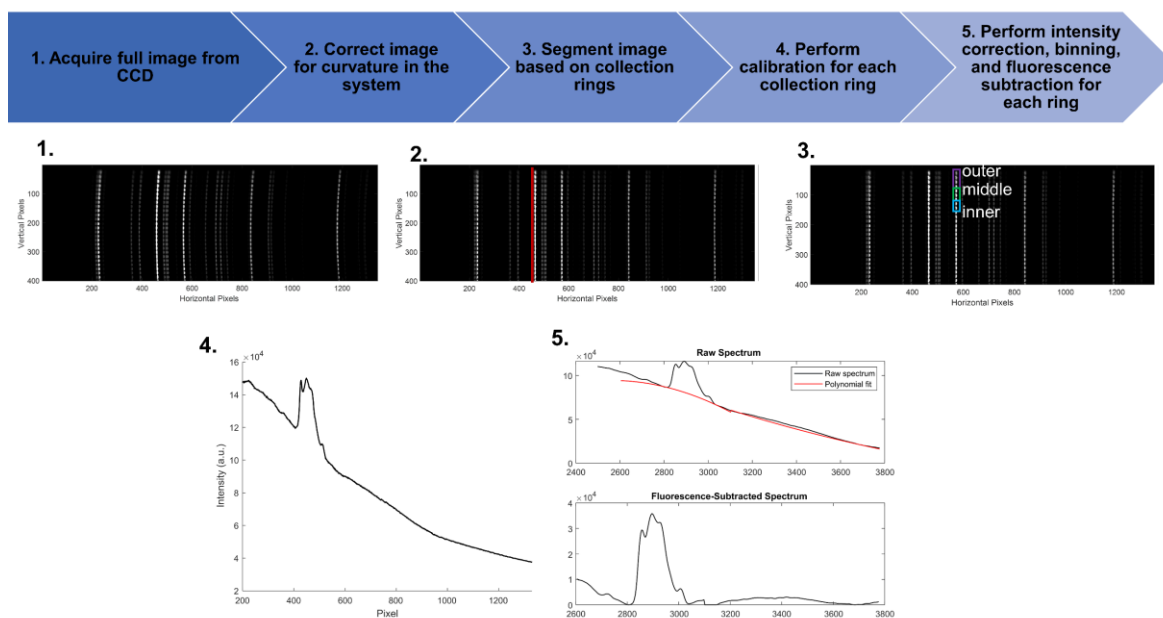 1. Acquire full image from
CCD
2. Correct image
for curvature in the
system
3. Segment image
based on collection
rings
4. Perform
calibration for each
collection ring
5. Perform intensity
correction, binning,
and fluorescence
subtraction for
each ring
1.
Vertical Pixels
100
200
300
400
200 400 600 800 1000 1200
Horizontal Pixels
2.
Vertical Pixels
100
200
300
400
200 400 600 800 1000 1200
Horizontal Pixels
3.
outer
middle
inner
Vertical Pixels
100
200
300
400
200 400 600 800 1000 1200
Horizontal Pixels
4.
×10⁴
16
14
12
10
8
6
4
2
Intensity (a.u.)
200 400 600 800 1000 1200
Pixel
5.
Raw Spectrum
×10⁴
10
5
0
Raw spectrum
Polynomial fit
2400 2600 2800 3000 3200 3400 3600 3800
Fluorescence-Subtracted Spectrum
×10⁴
4
3
2
1
0
2600 2800 3000 3200 3400 3600 3800